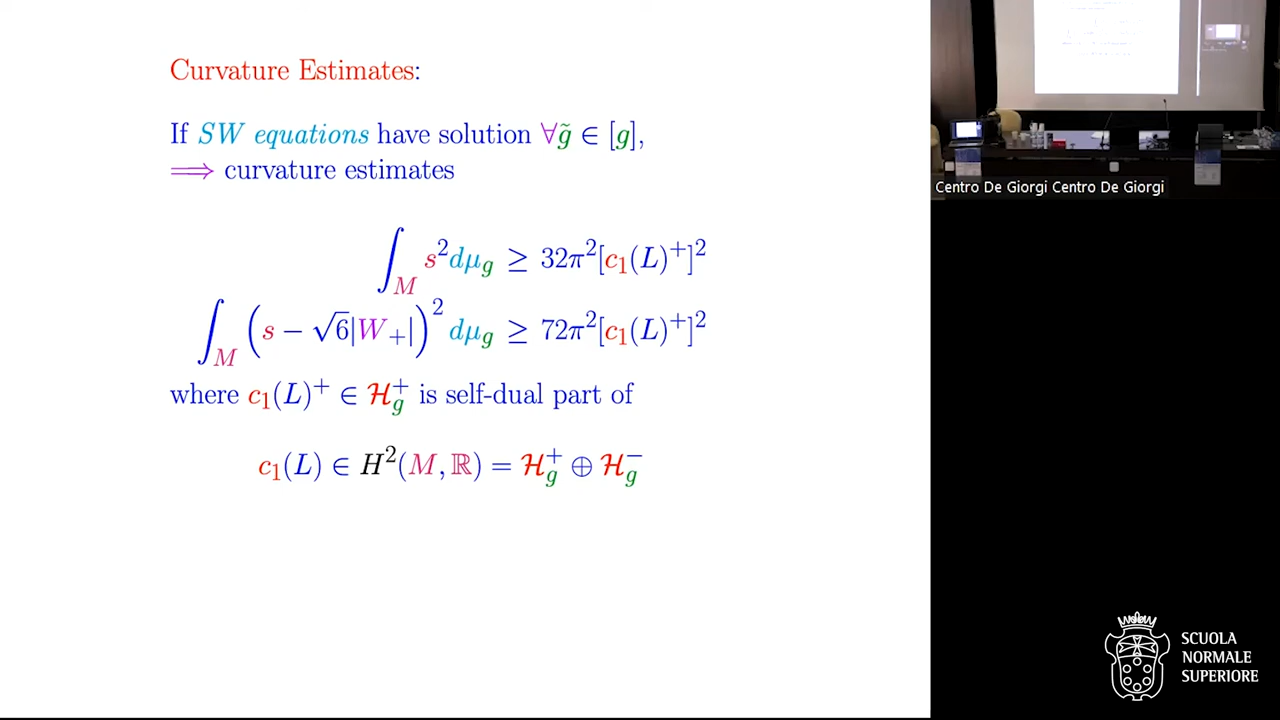 Curvature Estimates:
If SW equations have solution ∀g̃ ∈ [g],
⟹ curvature estimates
∫_M s² dμ_g ≥ 32π²[c₁(L)⁺]²
∫_M (s − √6|W₊|)² dμ_g ≥ 72π²[c₁(L)⁺]²
where c₁(L)⁺ ∈ ℋ_g⁺ is self-dual part of
c₁(L) ∈ H²(M, ℝ) = ℋ_g⁺ ⊕ ℋ_g⁻
Centro De Giorgi Centro De Giorgi
SCUOLA
NORMALE
SUPERIORE